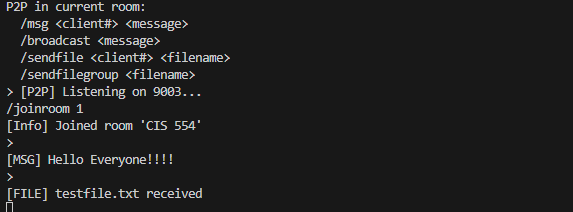 P2P in current room:
  /msg <client#> <message>
  /broadcast <message>
  /sendfile <client#> <filename>
  /sendfilegroup <filename>
> [P2P] Listening on 9003...
/joinroom 1
[Info] Joined room 'CIS 554'
>
[MSG] Hello Everyone!!!!
>
[FILE] testfile.txt received